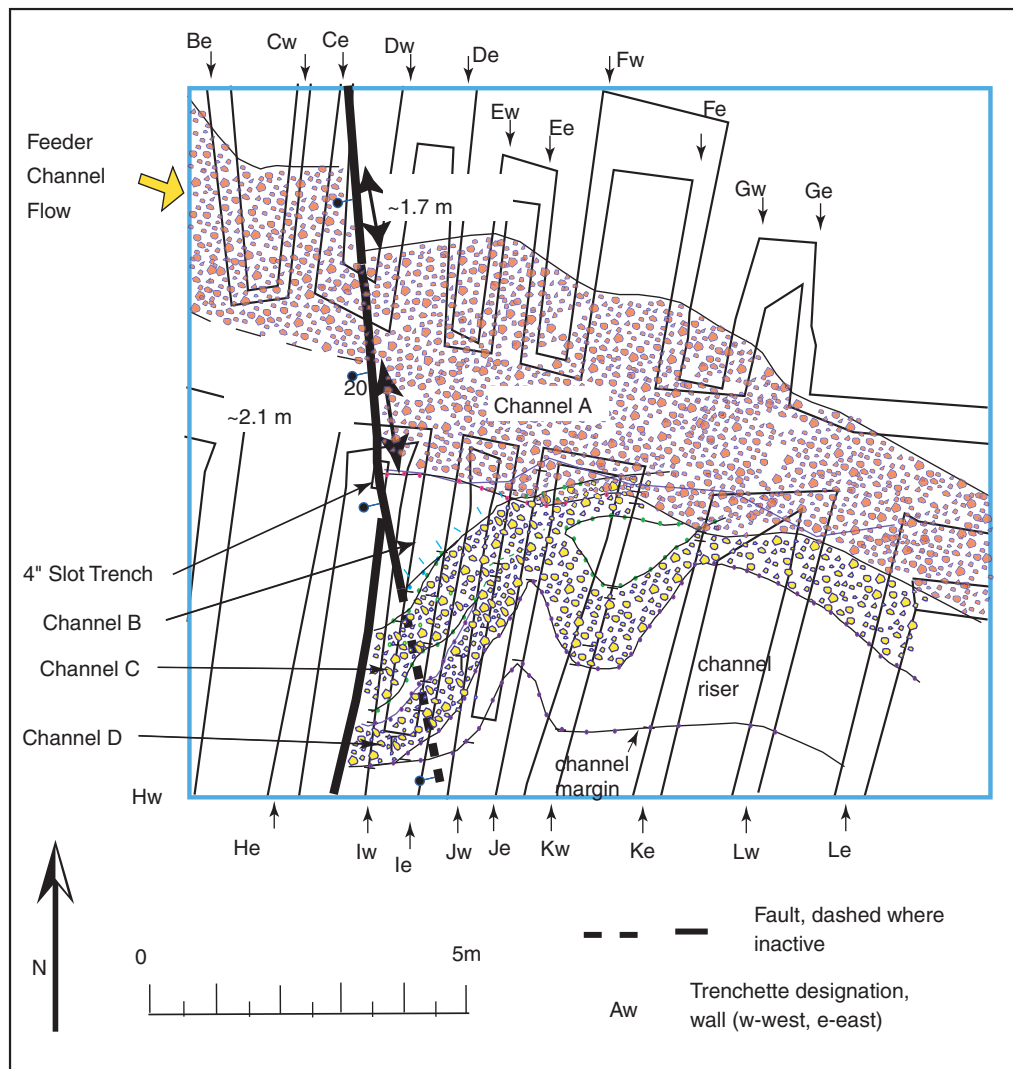 Be
Cw
Ce
Dw
De
Ew
Ee
Fw
Fe
Gw
Ge
Feeder
Channel
Flow
~1.7 m
20
Channel A
~2.1 m
4" Slot Trench
Channel B
Channel C
Channel D
channel
riser
channel
margin
Hw
He
Iw
Ie
Jw
Je
Kw
Ke
Lw
Le
N
0
5m
Fault, dashed where
inactive
Aw
Trenchette designation,
wall (w-west, e-east)